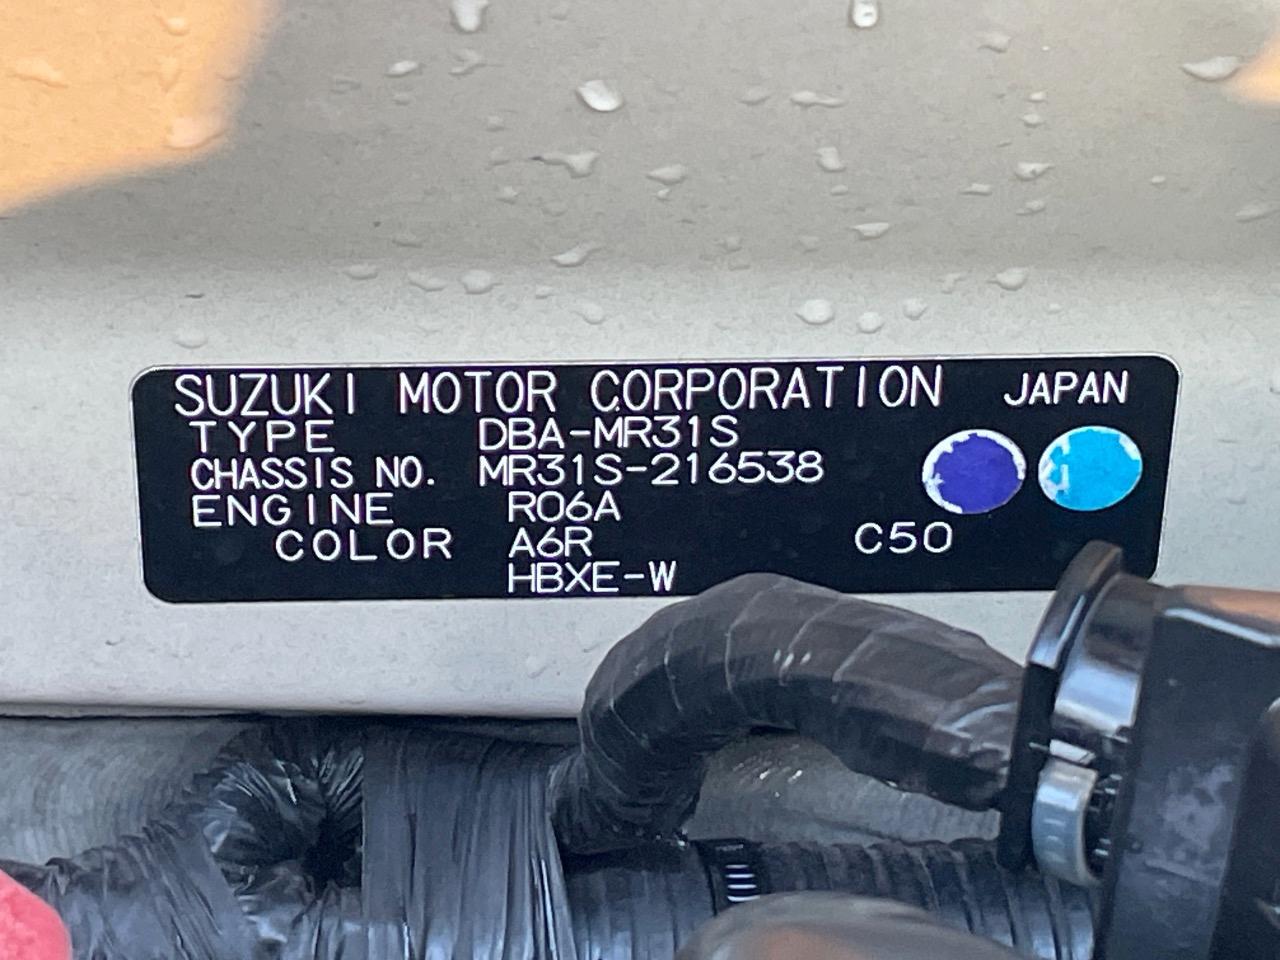 SUZUKI MOTOR CORPORATION JAPAN
TYPE DBA-MR31S
CHASSIS NO. MR31S-216538
ENGINE R06A
COLOR A6R C50
HBXE-W